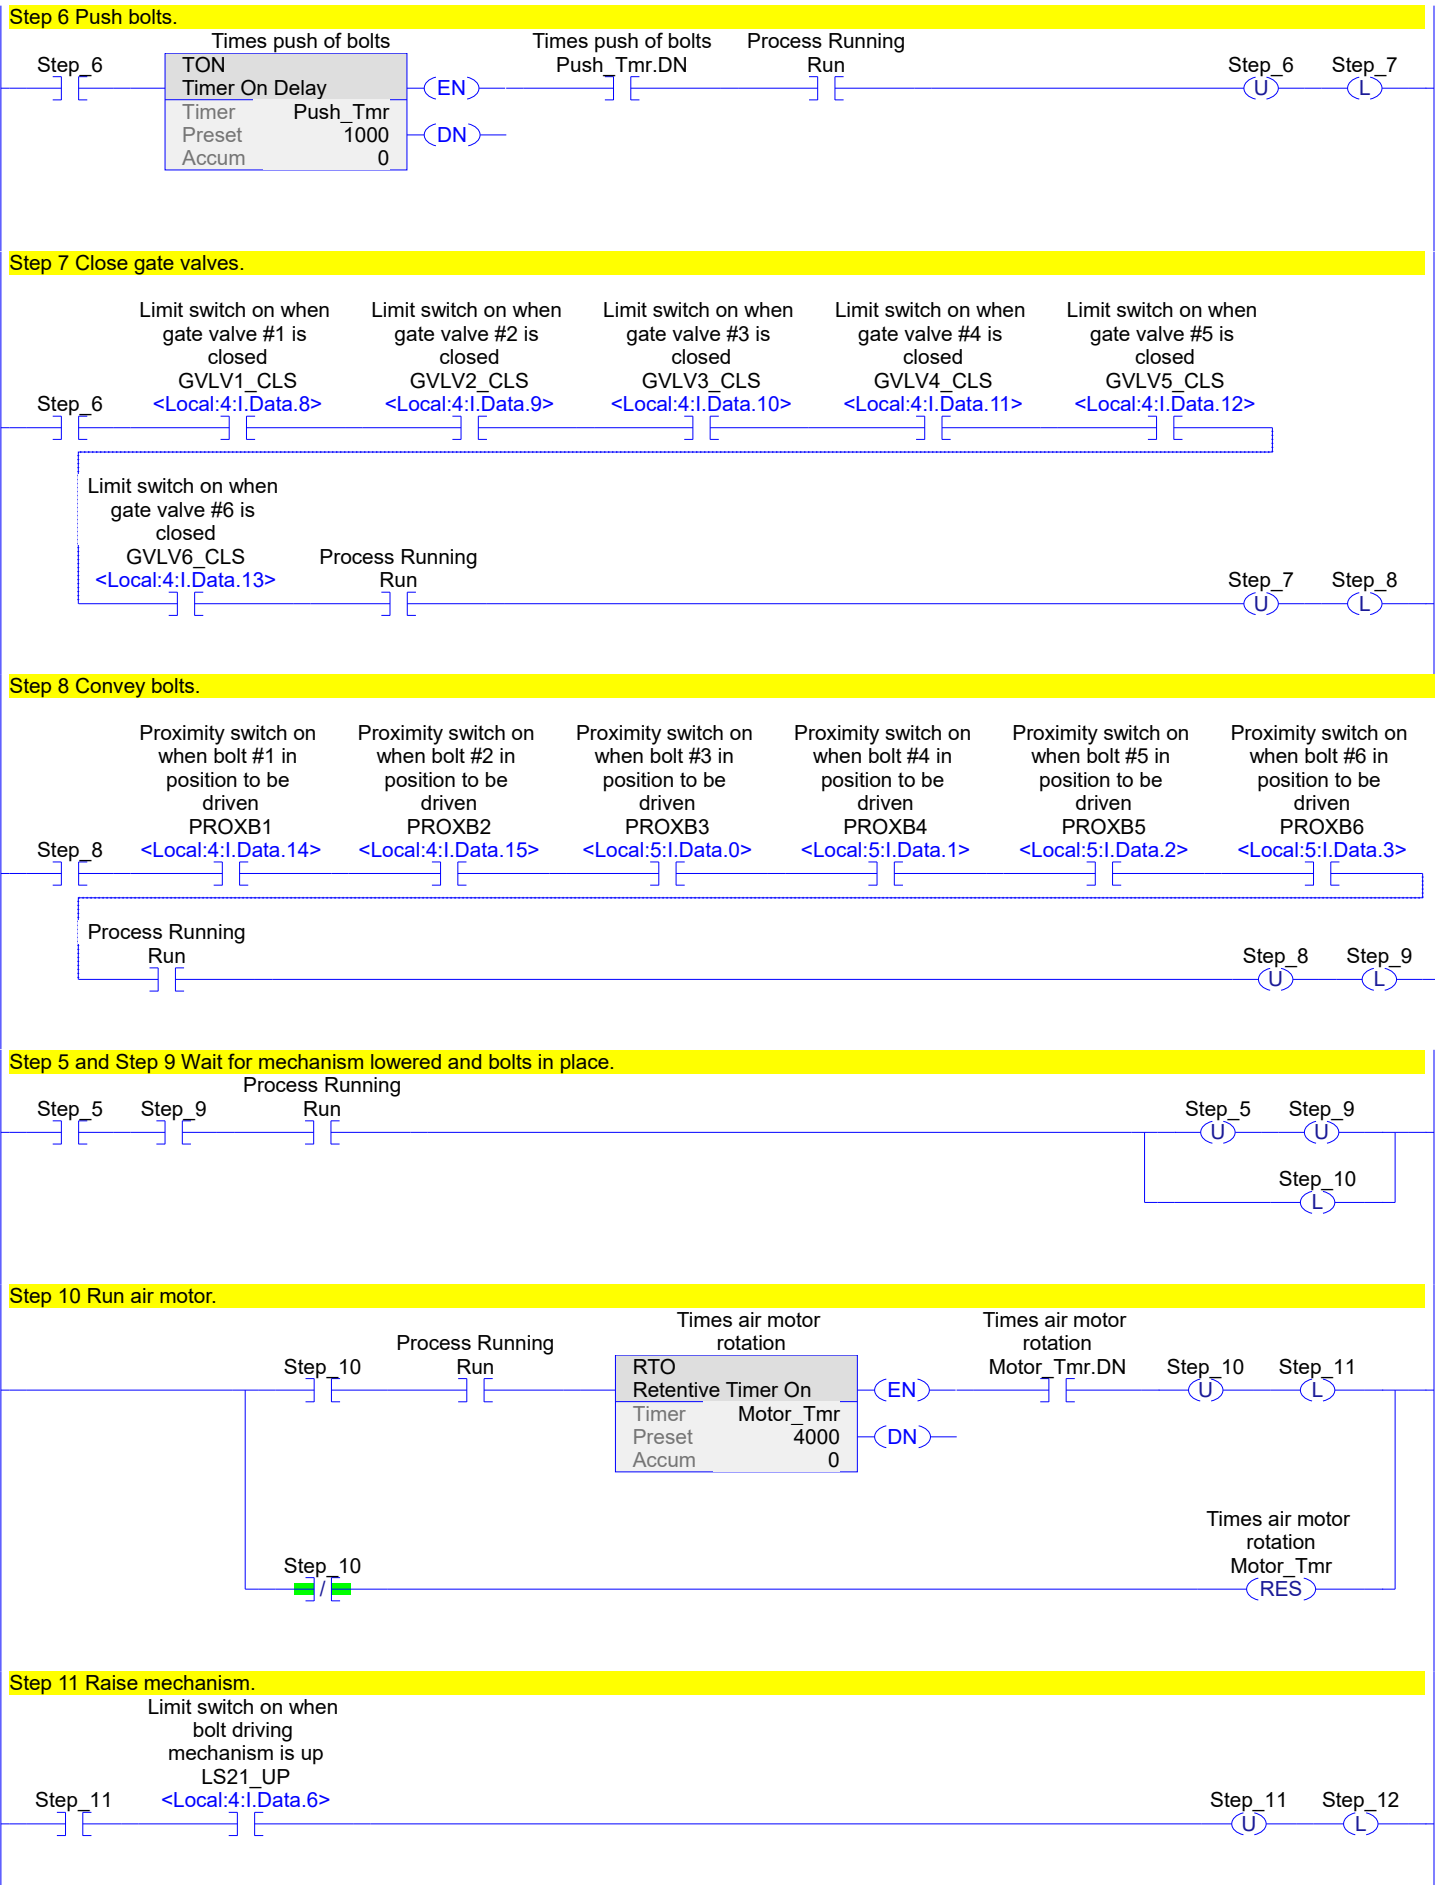 Step 6 Push bolts.
Times push of bolts
Times push of bolts
Process Running
Step_6
TON
Timer On Delay
Timer Push_Tmr
Preset 1000
Accum 0
EN
DN
Push_Tmr.DN
Run
Step_6
U
Step_7
L
Step 7 Close gate valves.
Limit switch on when
gate valve #1 is
closed
GVLV1_CLS
<Local:4:I.Data.8>
Limit switch on when
gate valve #2 is
closed
GVLV2_CLS
<Local:4:I.Data.9>
Limit switch on when
gate valve #3 is
closed
GVLV3_CLS
<Local:4:I.Data.10>
Limit switch on when
gate valve #4 is
closed
GVLV4_CLS
<Local:4:I.Data.11>
Limit switch on when
gate valve #5 is
closed
GVLV5_CLS
<Local:4:I.Data.12>
Step_6
Limit switch on when
gate valve #6 is
closed
GVLV6_CLS
<Local:4:I.Data.13>
Process Running
Run
Step_7
U
Step_8
L
Step 8 Convey bolts.
Proximity switch on
when bolt #1 in
position to be
driven
PROXB1
<Local:4:I.Data.14>
Proximity switch on
when bolt #2 in
position to be
driven
PROXB2
<Local:4:I.Data.15>
Proximity switch on
when bolt #3 in
position to be
driven
PROXB3
<Local:5:I.Data.0>
Proximity switch on
when bolt #4 in
position to be
driven
PROXB4
<Local:5:I.Data.1>
Proximity switch on
when bolt #5 in
position to be
driven
PROXB5
<Local:5:I.Data.2>
Proximity switch on
when bolt #6 in
position to be
driven
PROXB6
<Local:5:I.Data.3>
Step_8
Process Running
Run
Step_8
U
Step_9
L
Step 5 and Step 9 Wait for mechanism lowered and bolts in place.
Process Running
Step_5
Step_9
Run
Step_5
U
Step_9
U
Step_10
L
Step 10 Run air motor.
Step_10
Process Running
Run
Times air motor
rotation
RTO
Retentive Timer On
Timer Motor_Tmr
Preset 4000
Accum 0
EN
DN
Times air motor
rotation
Motor_Tmr.DN
Step_10
U
Step_11
L
Step_10
/
Times air motor
rotation
Motor_Tmr
RES
Step 11 Raise mechanism.
Limit switch on when
bolt driving
mechanism is up
LS21_UP
<Local:4:I.Data.6>
Step_11
Step_11
U
Step_12
L